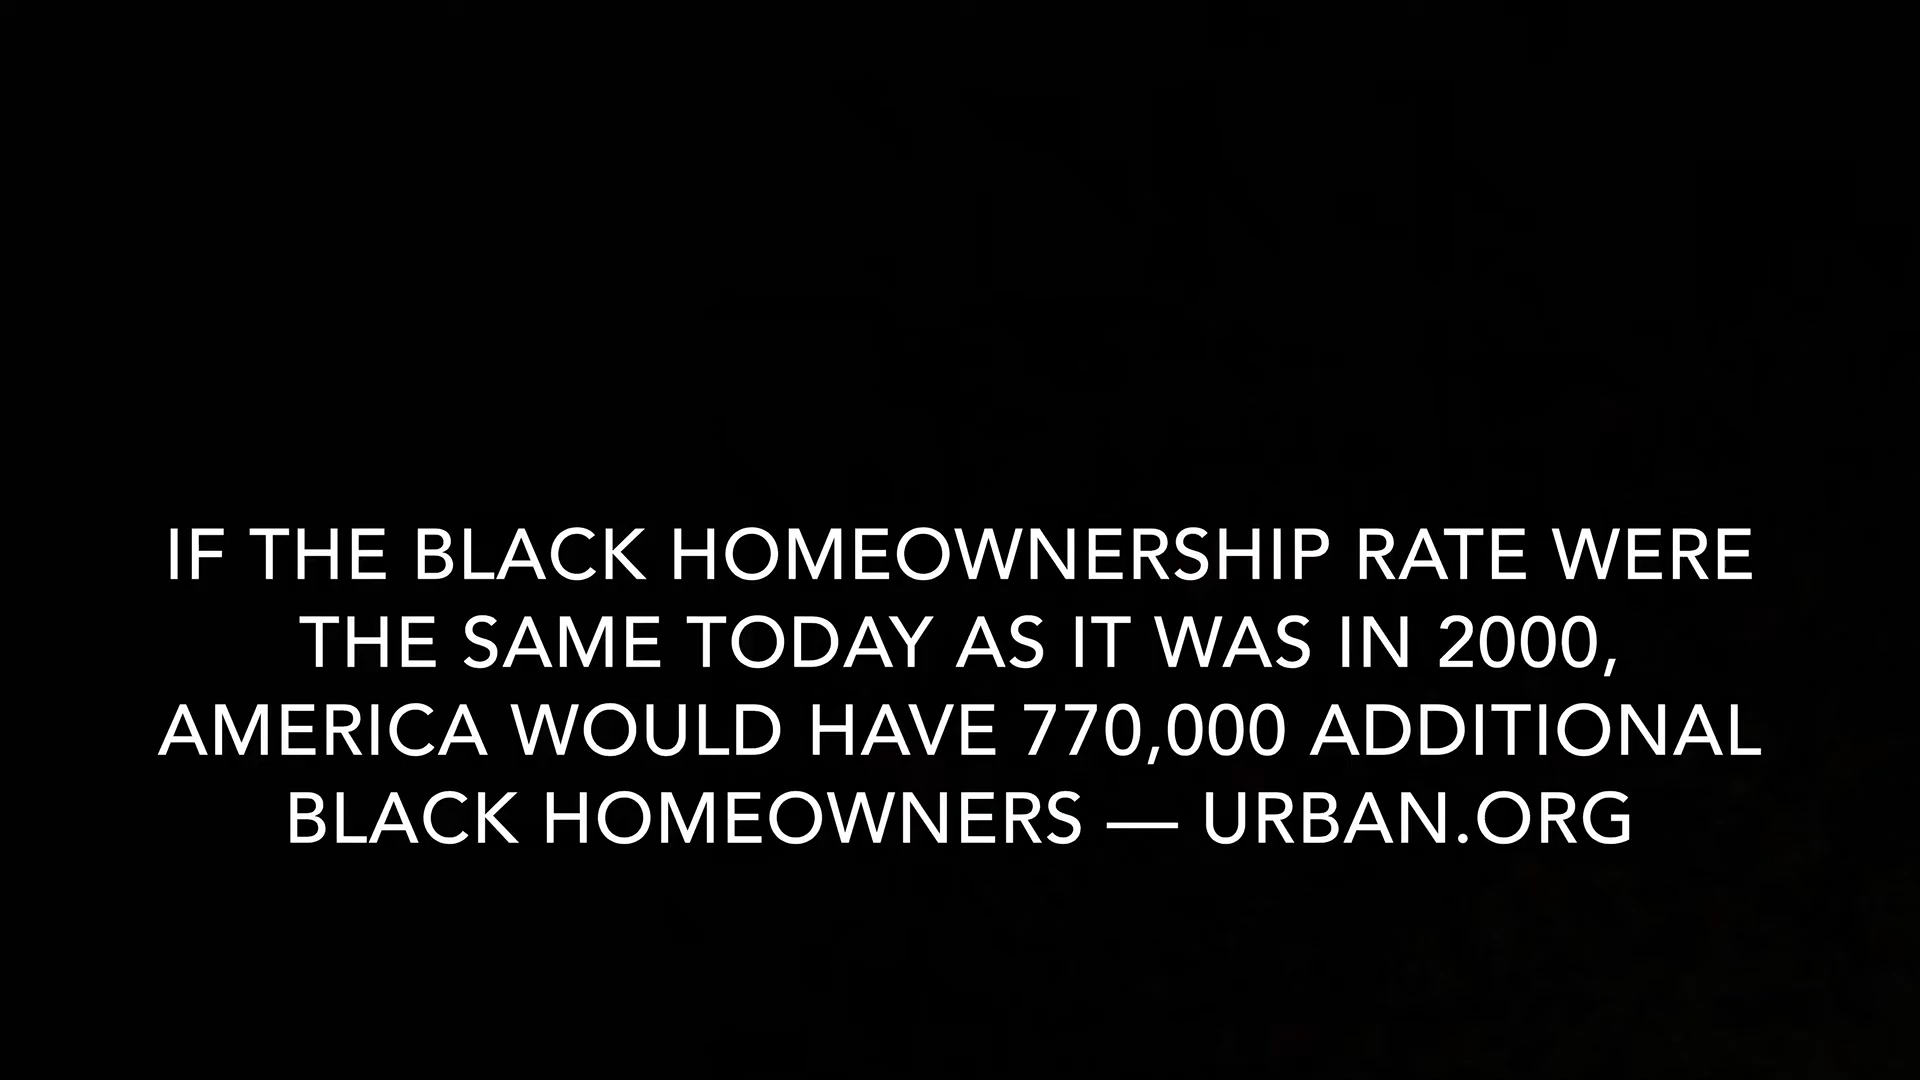 IF THE BLACK HOMEOWNERSHIP RATE WERE
THE SAME TODAY AS IT WAS IN 2000,
AMERICA WOULD HAVE 770,000 ADDITIONAL
BLACK HOMEOWNERS — URBAN.ORG